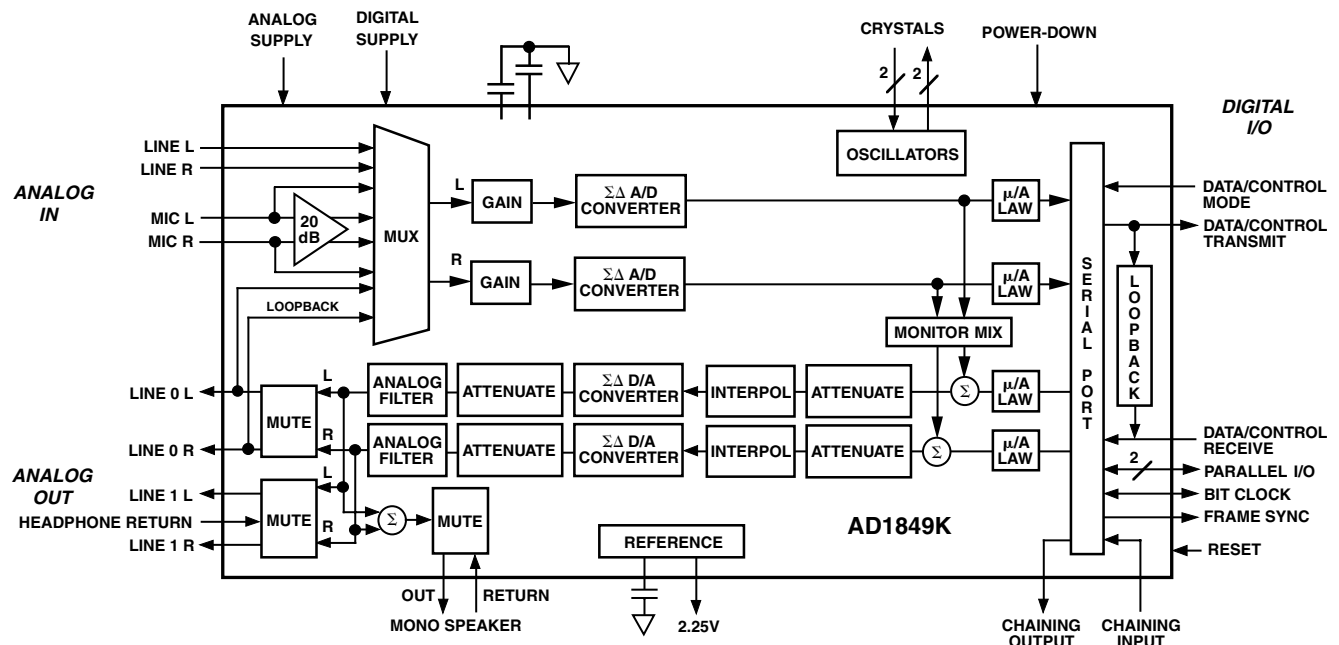 ANALOG
SUPPLY
DIGITAL
SUPPLY
CRYSTALS
POWER-DOWN
2
2
DIGITAL
I/O
ANALOG
IN
LINE L
LINE R
MIC L
MIC R
20
dB
MUX
L
R
GAIN
GAIN
ΣΔ A/D
CONVERTER
ΣΔ A/D
CONVERTER
OSCILLATORS
μ/A
LAW
μ/A
LAW
MONITOR MIX
SERIAL PORT
LOOPBACK
DATA/CONTROL
MODE
DATA/CONTROL
TRANSMIT
LOOPBACK
LINE 0 L
LINE 0 R
ANALOG
OUT
LINE 1 L
HEADPHONE RETURN
LINE 1 R
MUTE
L
R
MUTE
L
R
ANALOG
FILTER
ATTENUATE
ΣΔ D/A
CONVERTER
INTERPOL
ATTENUATE
Σ
μ/A
LAW
ANALOG
FILTER
ATTENUATE
ΣΔ D/A
CONVERTER
INTERPOL
ATTENUATE
Σ
μ/A
LAW
Σ
MUTE
REFERENCE
AD1849K
DATA/CONTROL
RECEIVE
2
PARALLEL I/O
BIT CLOCK
FRAME SYNC
RESET
OUT
RETURN
MONO SPEAKER
2.25V
CHAINING
OUTPUT
CHAINING
INPUT